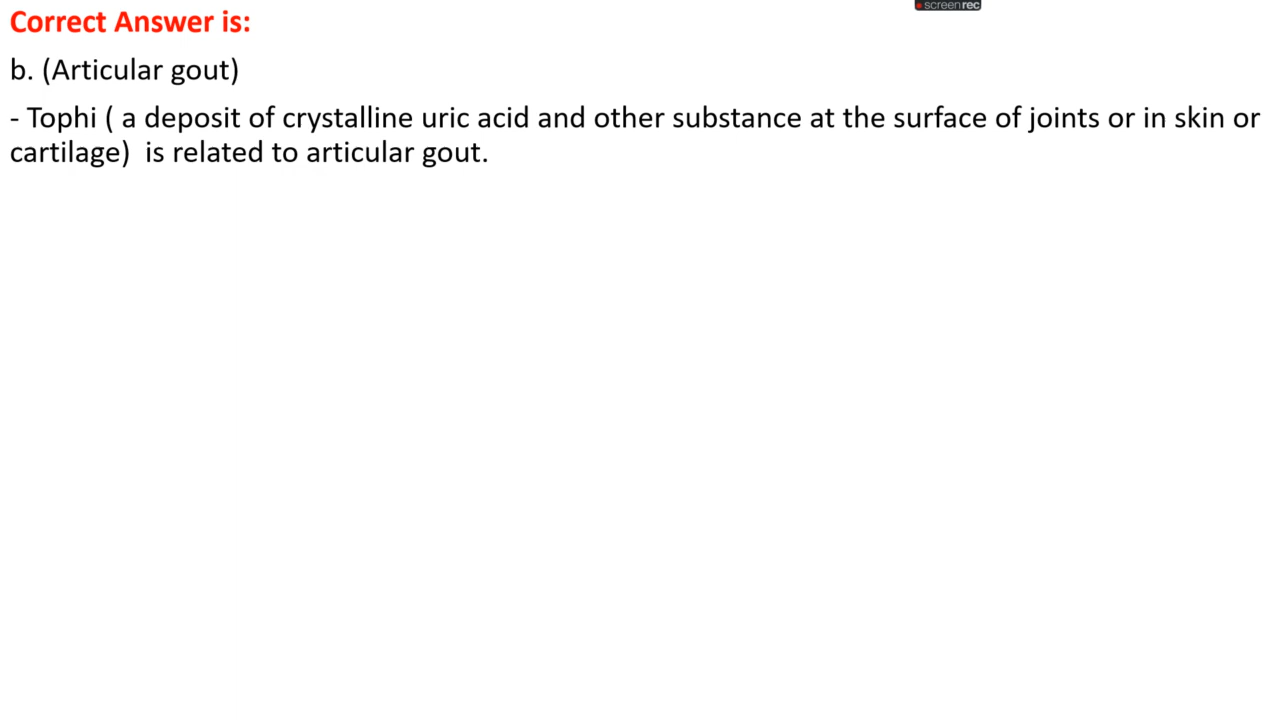 screenrec
Correct Answer is:
b. (Articular gout)
- Tophi ( a deposit of crystalline uric acid and other substance at the surface of joints or in skin or
cartilage)  is related to articular gout.